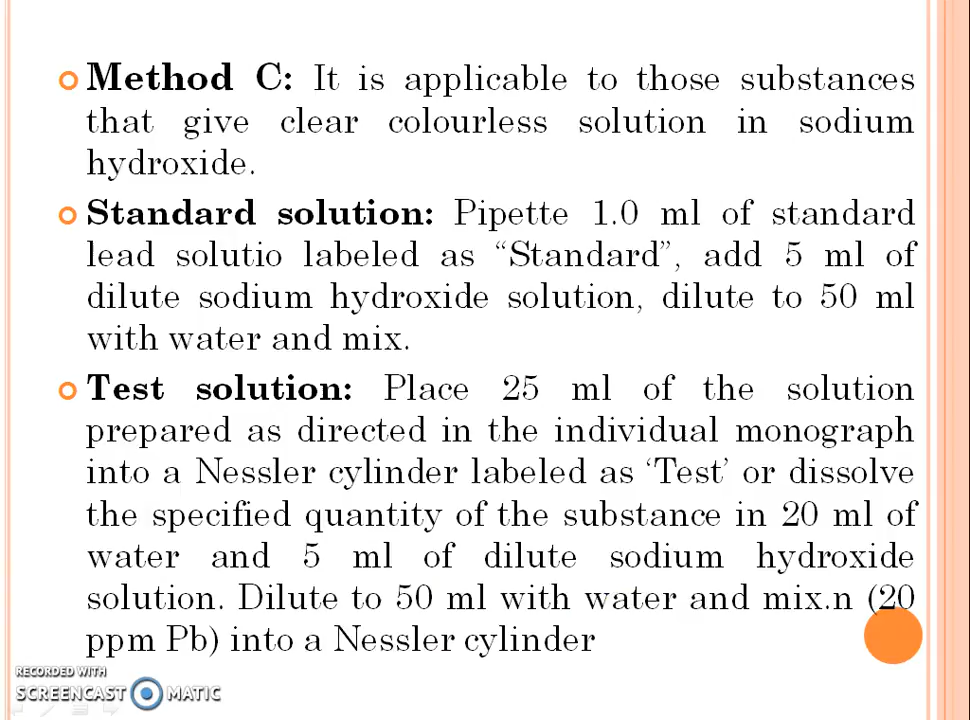 Method C: It is applicable to those substances
that give clear colourless solution in sodium
hydroxide.
Standard solution: Pipette 1.0 ml of standard
lead solutio labeled as “Standard”, add 5 ml of
dilute sodium hydroxide solution, dilute to 50 ml
with water and mix.
Test solution: Place 25 ml of the solution
prepared as directed in the individual monograph
into a Nessler cylinder labeled as ‘Test’ or dissolve
the specified quantity of the substance in 20 ml of
water and 5 ml of dilute sodium hydroxide
solution. Dilute to 50 ml with water and mix.n (20
ppm Pb) into a Nessler cylinder
RECORDED WITH
SCREENCAST MATIC